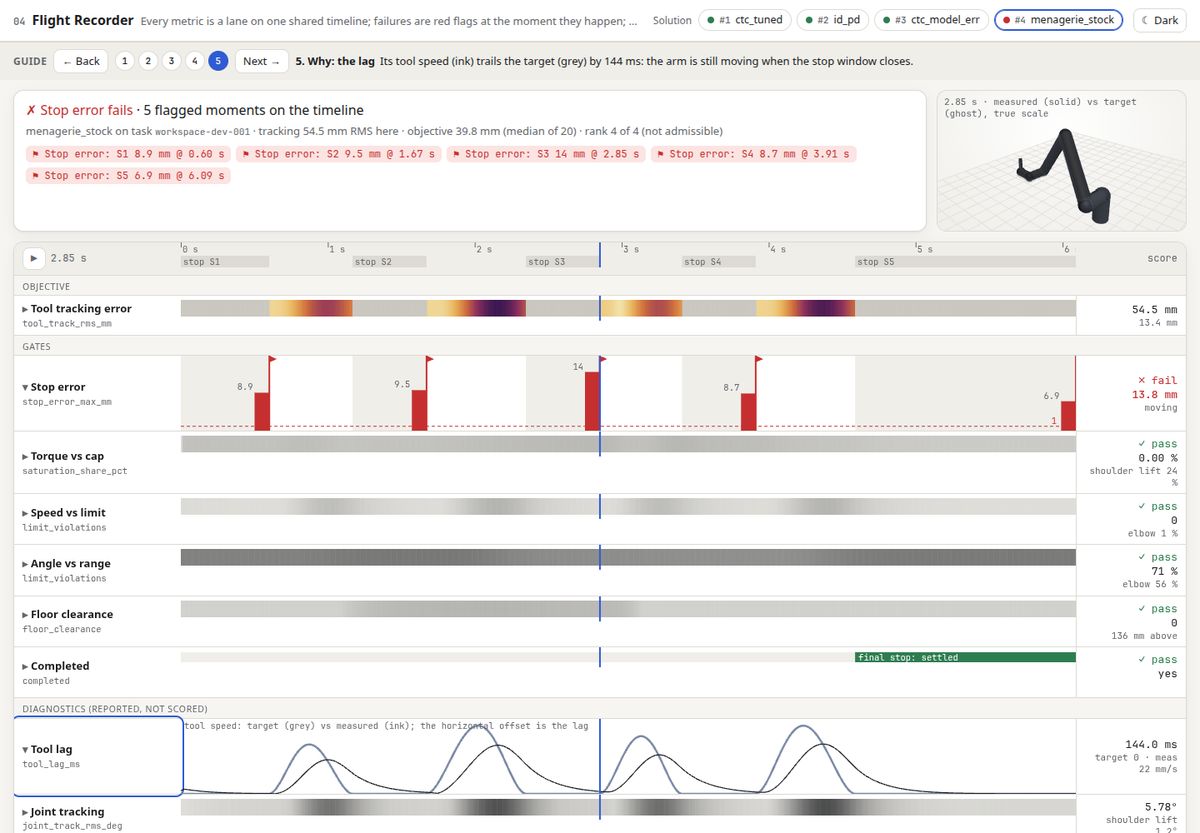 04 Flight Recorder Every metric is a lane on one shared timeline; failures are red flags at the moment they happen; ... Solution #1 ctc_tuned #2 id_pd #3 ctc_model_err #4 menagerie_stock ☾ Dark
GUIDE ← Back 1 2 3 4 5 Next → 5. Why: the lag Its tool speed (ink) trails the target (grey) by 144 ms: the arm is still moving when the stop window closes.
✗ Stop error fails · 5 flagged moments on the timeline
menagerie_stock on task workspace-dev-001 · tracking 54.5 mm RMS here · objective 39.8 mm (median of 20) · rank 4 of 4 (not admissible)
⚑ Stop error: S1 8.9 mm @ 0.60 s ⚑ Stop error: S2 9.5 mm @ 1.67 s ⚑ Stop error: S3 14 mm @ 2.85 s ⚑ Stop error: S4 8.7 mm @ 3.91 s
⚑ Stop error: S5 6.9 mm @ 6.09 s
2.85 s · measured (solid) vs target
(ghost), true scale
▶ 2.85 s 0 s 1 s 2 s 3 s 4 s 5 s 6 score
stop S1 stop S2 stop S3 stop S4 stop S5
OBJECTIVE
▸ Tool tracking error 54.5 mm
tool_track_rms_mm 13.4 mm
GATES
14
8.9 9.5 8.7 6.9
▾ Stop error ✕ fail
stop_error_max_mm 13.8 mm
moving
1
▸ Torque vs cap ✓ pass
saturation_share_pct 0.00 %
shoulder lift 24
%
▸ Speed vs limit ✓ pass
limit_violations 0
elbow 1 %
▸ Angle vs range ✓ pass
limit_violations 71 %
elbow 56 %
▸ Floor clearance ✓ pass
floor_clearance 0
136 mm above
▸ Completed final stop: settled ✓ pass
completed yes
DIAGNOSTICS (REPORTED, NOT SCORED)
tool speed: target (grey) vs measured (ink); the horizontal offset is the lag
▾ Tool lag 144.0 ms
tool_lag_ms target 0 · meas
22 mm/s
▸ Joint tracking 5.78°
joint_track_rms_deg shoulder lift
1.2°